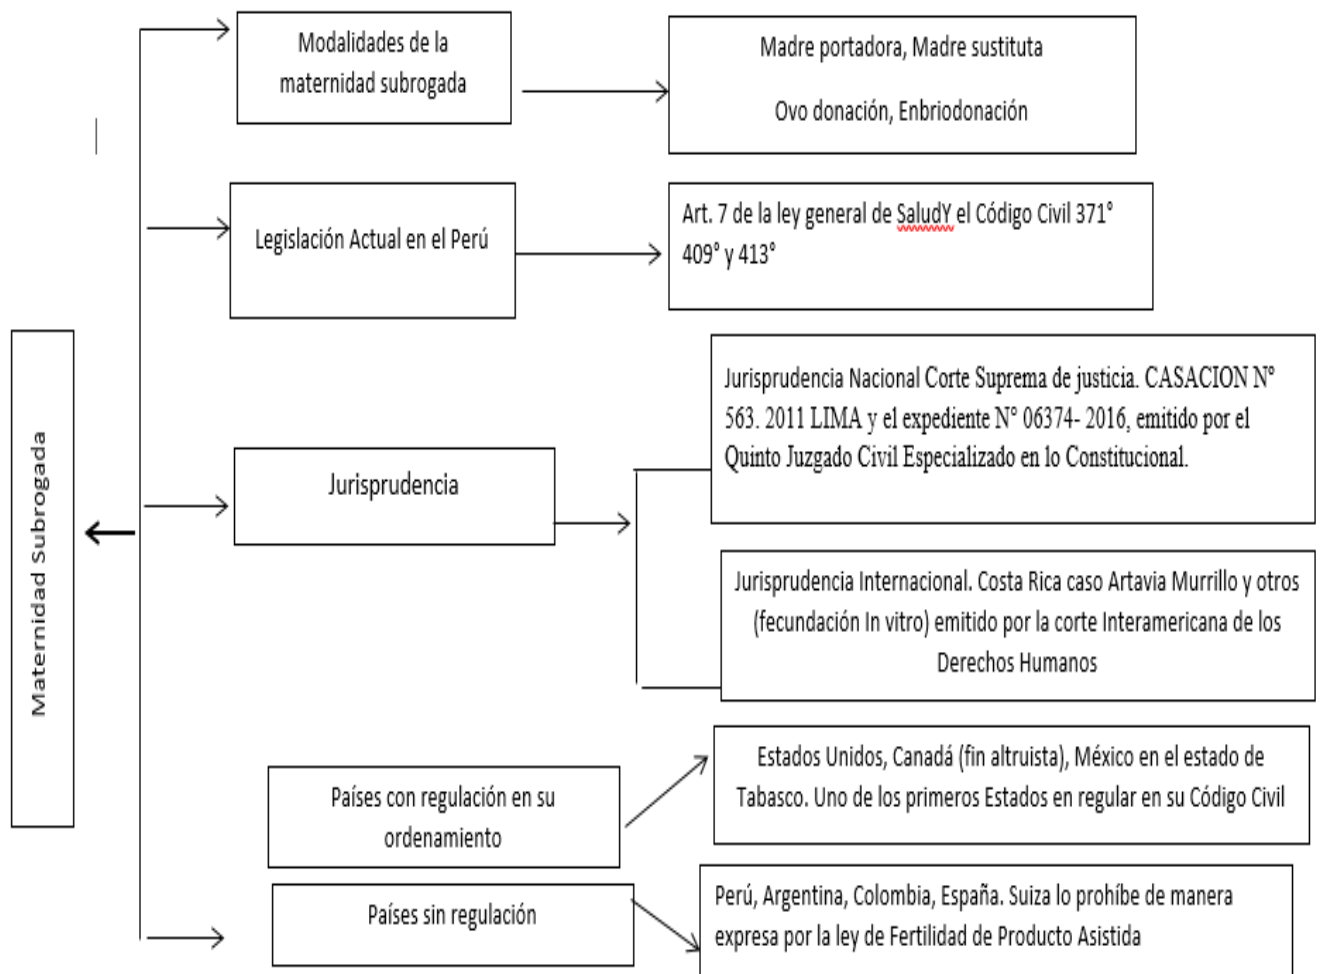 Maternidad Subrogada
Modalidades de la
maternidad subrogada
Madre portadora, Madre sustituta
Ovo donación, Enbriodonación
Legislación Actual en el Perú
Art. 7 de la ley general de SaludY el Código Civil 371°
409° y 413°
Jurisprudencia
Jurisprudencia Nacional Corte Suprema de justicia. CASACION N°
563. 2011 LIMA y el expediente N° 06374- 2016, emitido por el
Quinto Juzgado Civil Especializado en lo Constitucional.
Jurisprudencia Internacional. Costa Rica caso Artavia Murrillo y otros
(fecundación In vitro) emitido por la corte Interamericana de los
Derechos Humanos
Países con regulación en su
ordenamiento
Estados Unidos, Canadá (fin altruista), México en el estado de
Tabasco. Uno de los primeros Estados en regular en su Código Civil
Países sin regulación
Perú, Argentina, Colombia, España. Suiza lo prohíbe de manera
expresa por la ley de Fertilidad de Producto Asistida